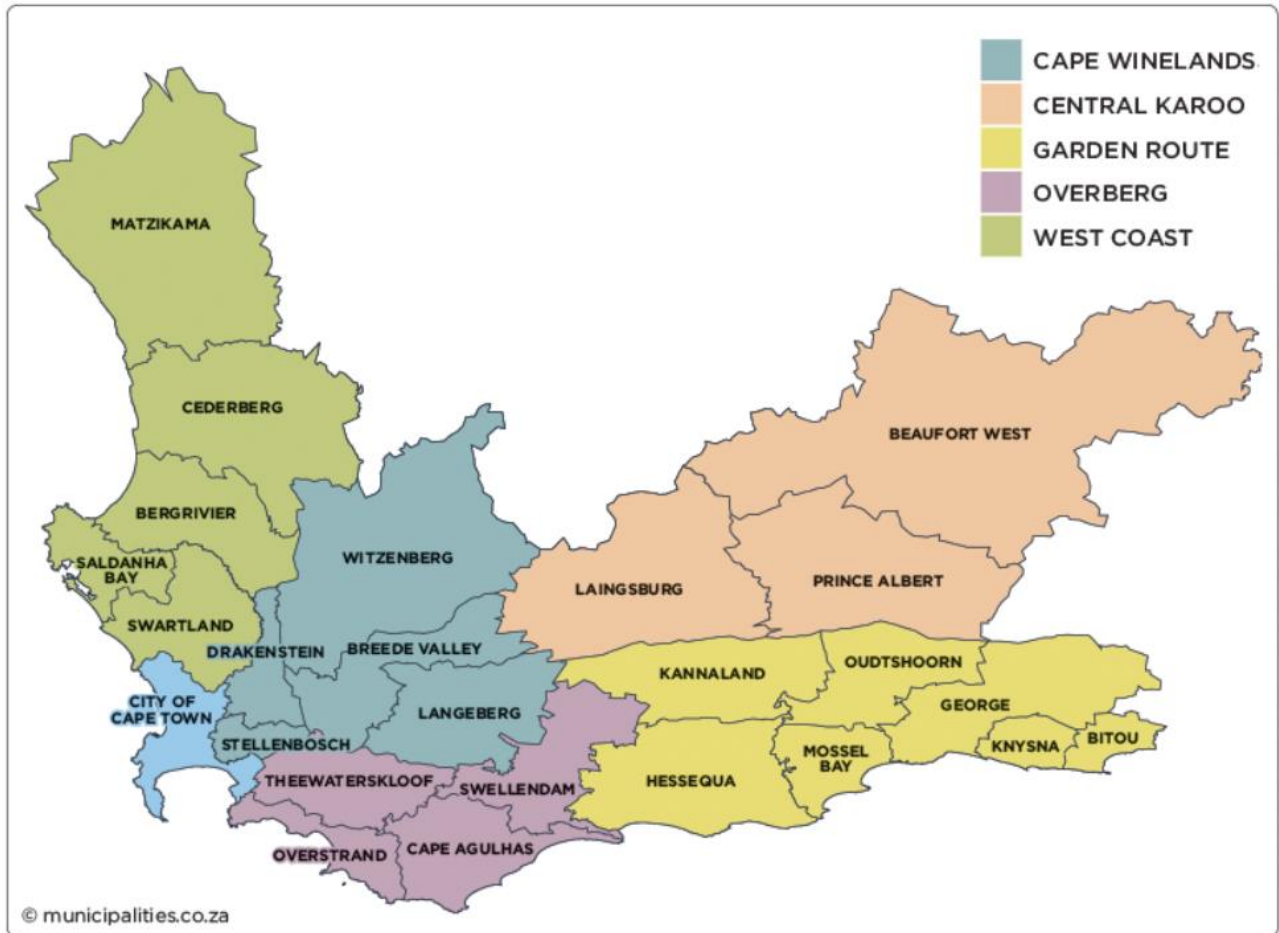 CAPE WINELANDS
CENTRAL KAROO
GARDEN ROUTE
OVERBERG
WEST COAST
MATZIKAMA
CEDERBERG
BEAUFORT WEST
BERGRIVIER
WITZENBERG
SALDANHA
BAY
LAINGSBURG
PRINCE ALBERT
SWARTLAND
DRAKENSTEIN
BREEDE VALLEY
KANNALAND
OUDTSHOORN
CITY OF
CAPE TOWN
LANGEBERG
GEORGE
STELLENBOSCH
MOSSEL
BAY
KNYSNA
BITOU
THEEWATERSKLOOF
SWELLENDAM
HESSEQUA
OVERSTRAND
CAPE AGULHAS
© municipalities.co.za